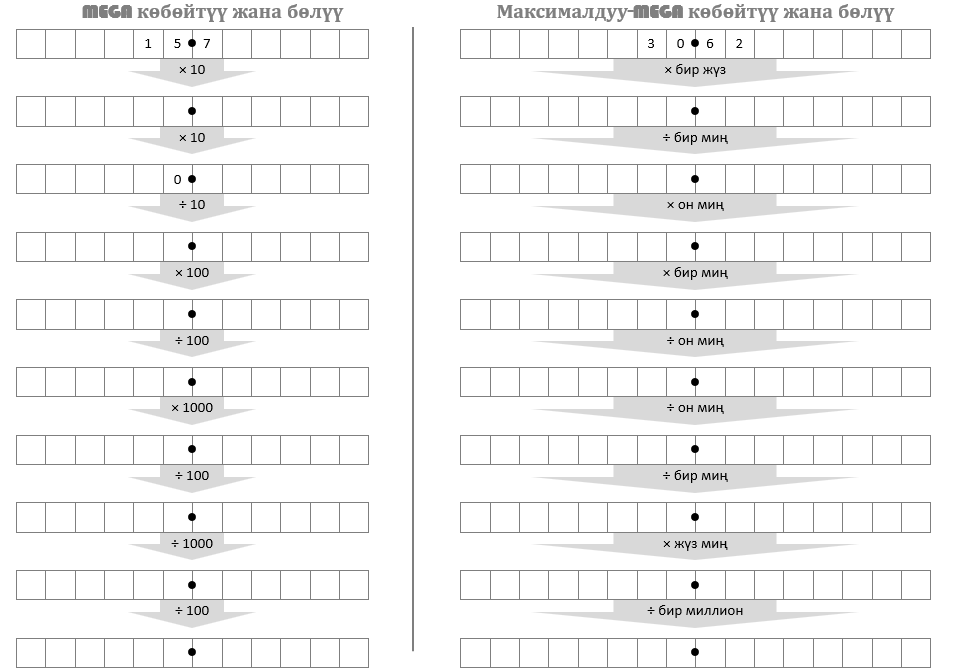 MEGA көбөйтүү жана бөлүү
1 5 • 7
× 10
•
× 10
0 •
÷ 10
•
× 100
•
÷ 100
•
× 1000
•
÷ 100
•
÷ 1000
•
÷ 100
•
Максималдуу-MEGA көбөйтүү жана бөлүү
3 0 • 6 2
× бир жүз
•
÷ бир миң
•
× он миң
•
× бир миң
•
÷ он миң
•
÷ он миң
•
÷ бир миң
•
× жүз миң
•
÷ бир миллион
•